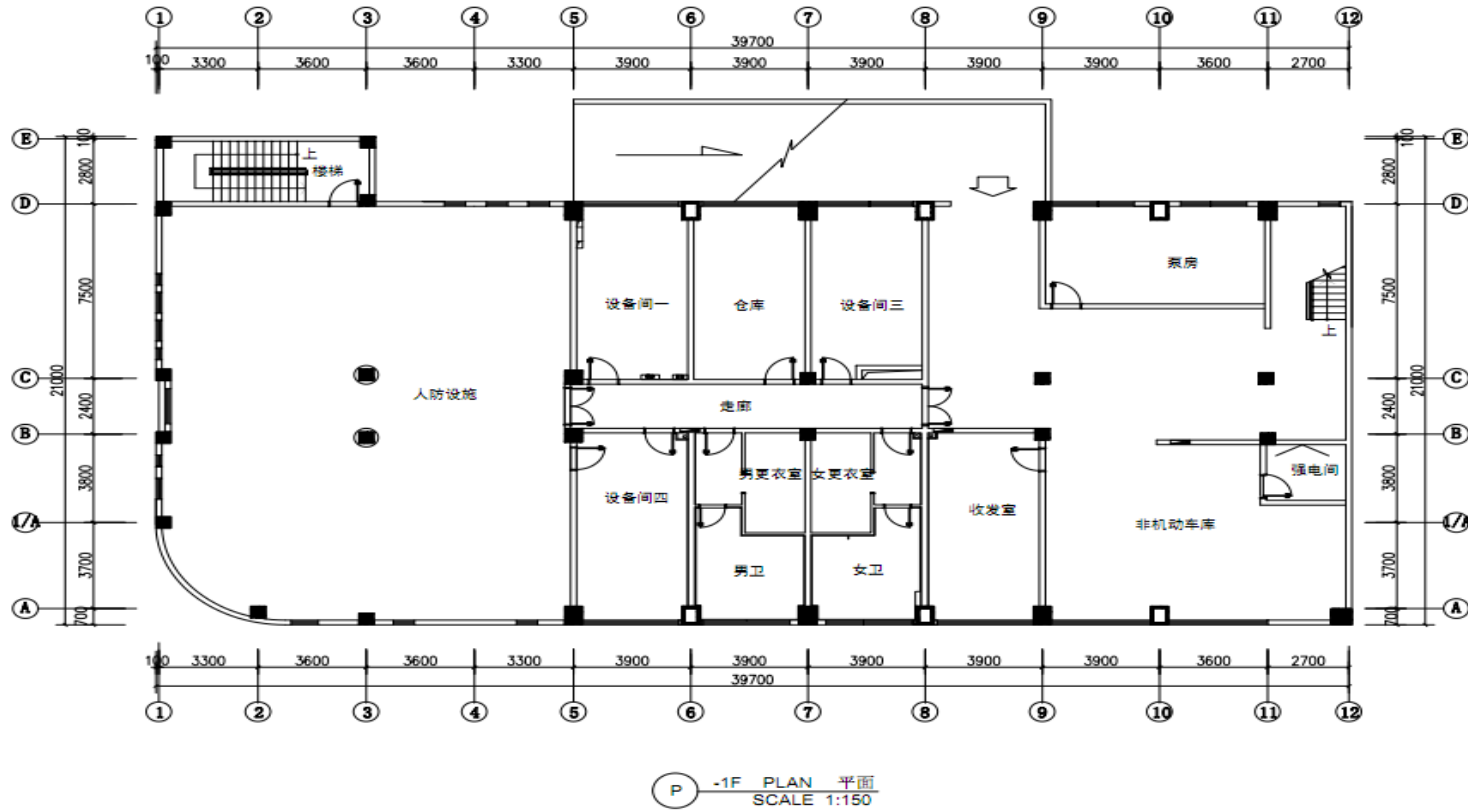 1 2 3 4 5 6 7 8 9 10 11 12
39700
100 3300 3600 3600 3300 3900 3900 3900 3900 3900 3600 2700
E E
100 100
2800 2800
上
楼梯
D D
泵房
7500 7500
设备间一 仓库 设备间三
上
C C
21000 21000
人防设施
走廊
2400 2400
B B
男更衣室 女更衣室
强电间
3800 3800
设备间四
收发室
1/A 1/A
非机动车库
3700 3700
男卫 女卫
A A
700 700
100 3300 3600 3600 3300 3900 3900 3900 3900 3900 3600 2700
39700
1 2 3 4 5 6 7 8 9 10 11 12
P -1F PLAN 平面
SCALE 1:150